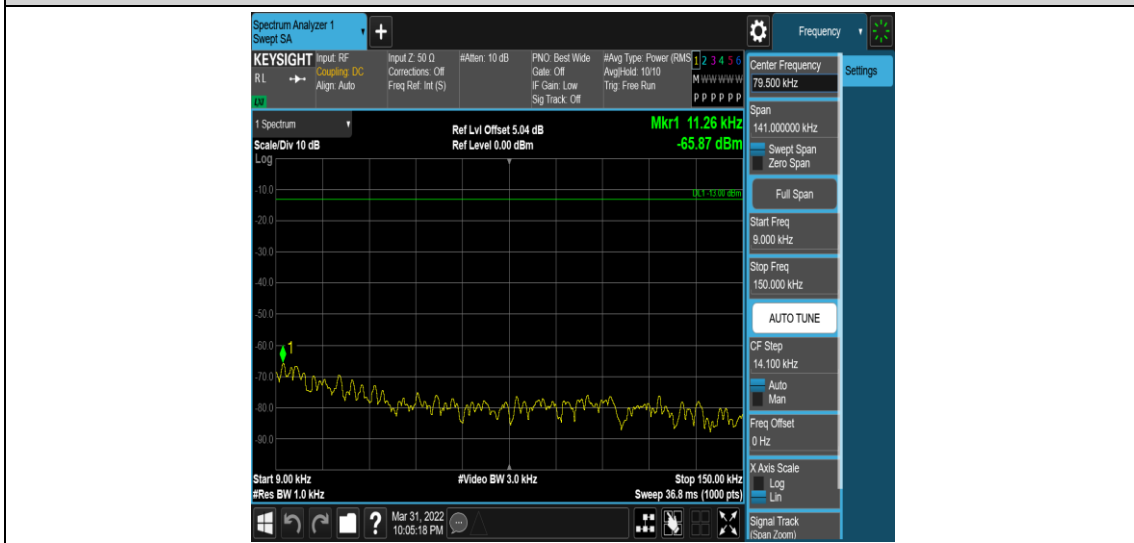 Spectrum Analyzer 1
Swept SA
+
Frequency
KEYSIGHT
RL
LXI
Input: RF
Coupling: DC
Align: Auto
Input Z: 50 Ω
Corrections: Off
Freq Ref: Int (S)
#Atten: 10 dB
PNO: Best Wide
Gate: Off
IF Gain: Low
Sig Track: Off
#Avg Type: Power (RMS
Avg|Hold: 10/10
Trig: Free Run
1 2 3 4 5 6
M W W W W W
P P P P P P
Center Frequency
79.500 kHz
Settings
Span
141.000000 kHz
Swept Span
Zero Span
Full Span
Start Freq
9.000 kHz
Stop Freq
150.000 kHz
AUTO TUNE
CF Step
14.100 kHz
Auto
Man
Freq Offset
0 Hz
X Axis Scale
Log
Lin
Signal Track
(Span Zoom)
1 Spectrum
Scale/Div 10 dB
Ref Lvl Offset 5.04 dB
Ref Level 0.00 dBm
Mkr1 11.26 kHz
-65.87 dBm
Log
DL1 -13.00 dBm
-10.0
-20.0
-30.0
-40.0
-50.0
-60.0
1
-70.0
-80.0
-90.0
Start 9.00 kHz
#Res BW 1.0 kHz
#Video BW 3.0 kHz
Stop 150.00 kHz
Sweep 36.8 ms (1000 pts)
?
Mar 31, 2022
10:05:18 PM